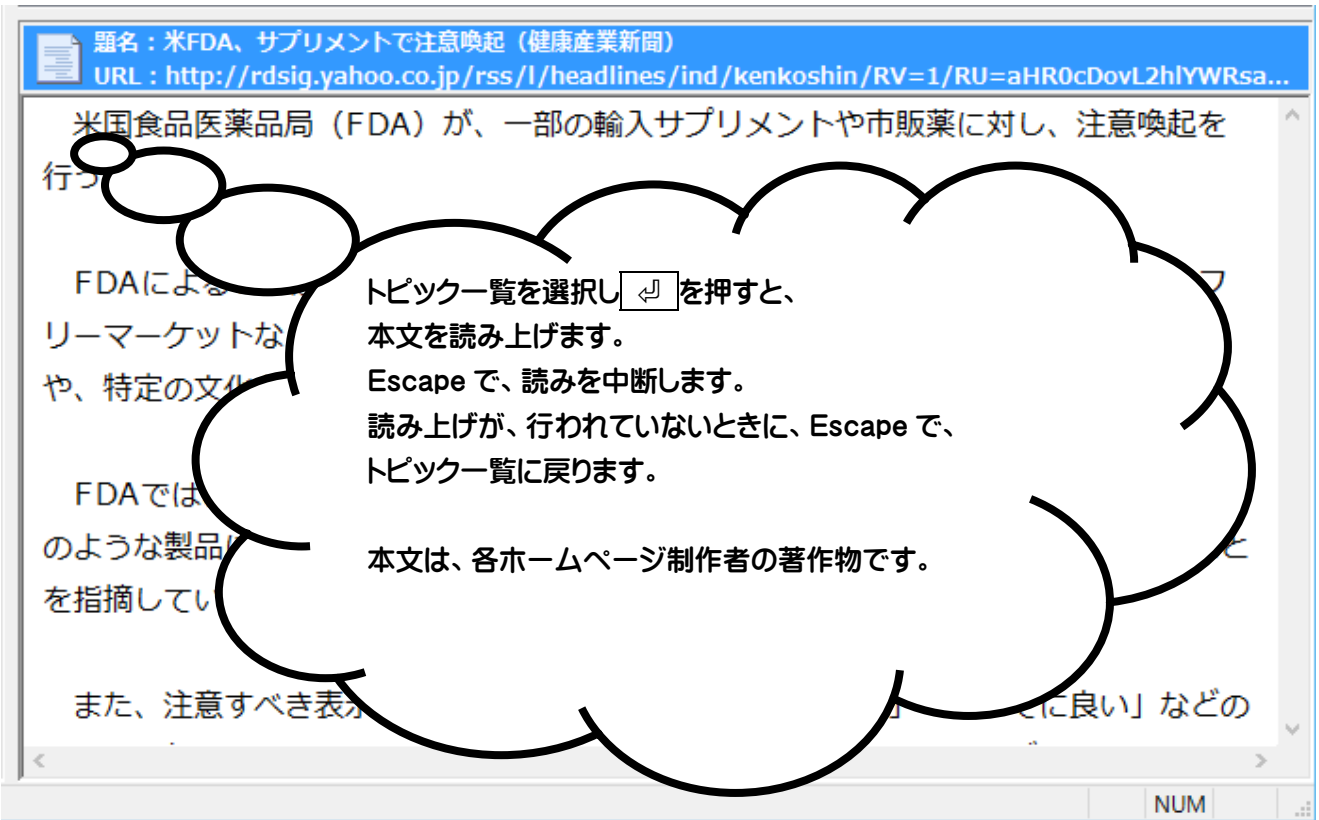 題名：米FDA、サプリメントで注意喚起（健康産業新聞）
URL：http://rdsig.yahoo.co.jp/rss/l/headlines/ind/kenkoshin/RV=1/RU=aHR0cDovL2hlYWRsa...
米国食品医薬品局（FDA）が、一部の輸入サプリメントや市販薬に対し、注意喚起を
行う
FDAによる
フ
リーマーケットな
や、特定の文化
FDAでは
のような製品
と
を指摘してい
また、注意すべき表示
」
てに良い」などの
トピック一覧を選択し ⏎ を押すと、
本文を読み上げます。
Escape で、読みを中断します。
読み上げが、行われていないときに、Escape で、
トピック一覧に戻ります。
本文は、各ホームページ制作者の著作物です。
NUM